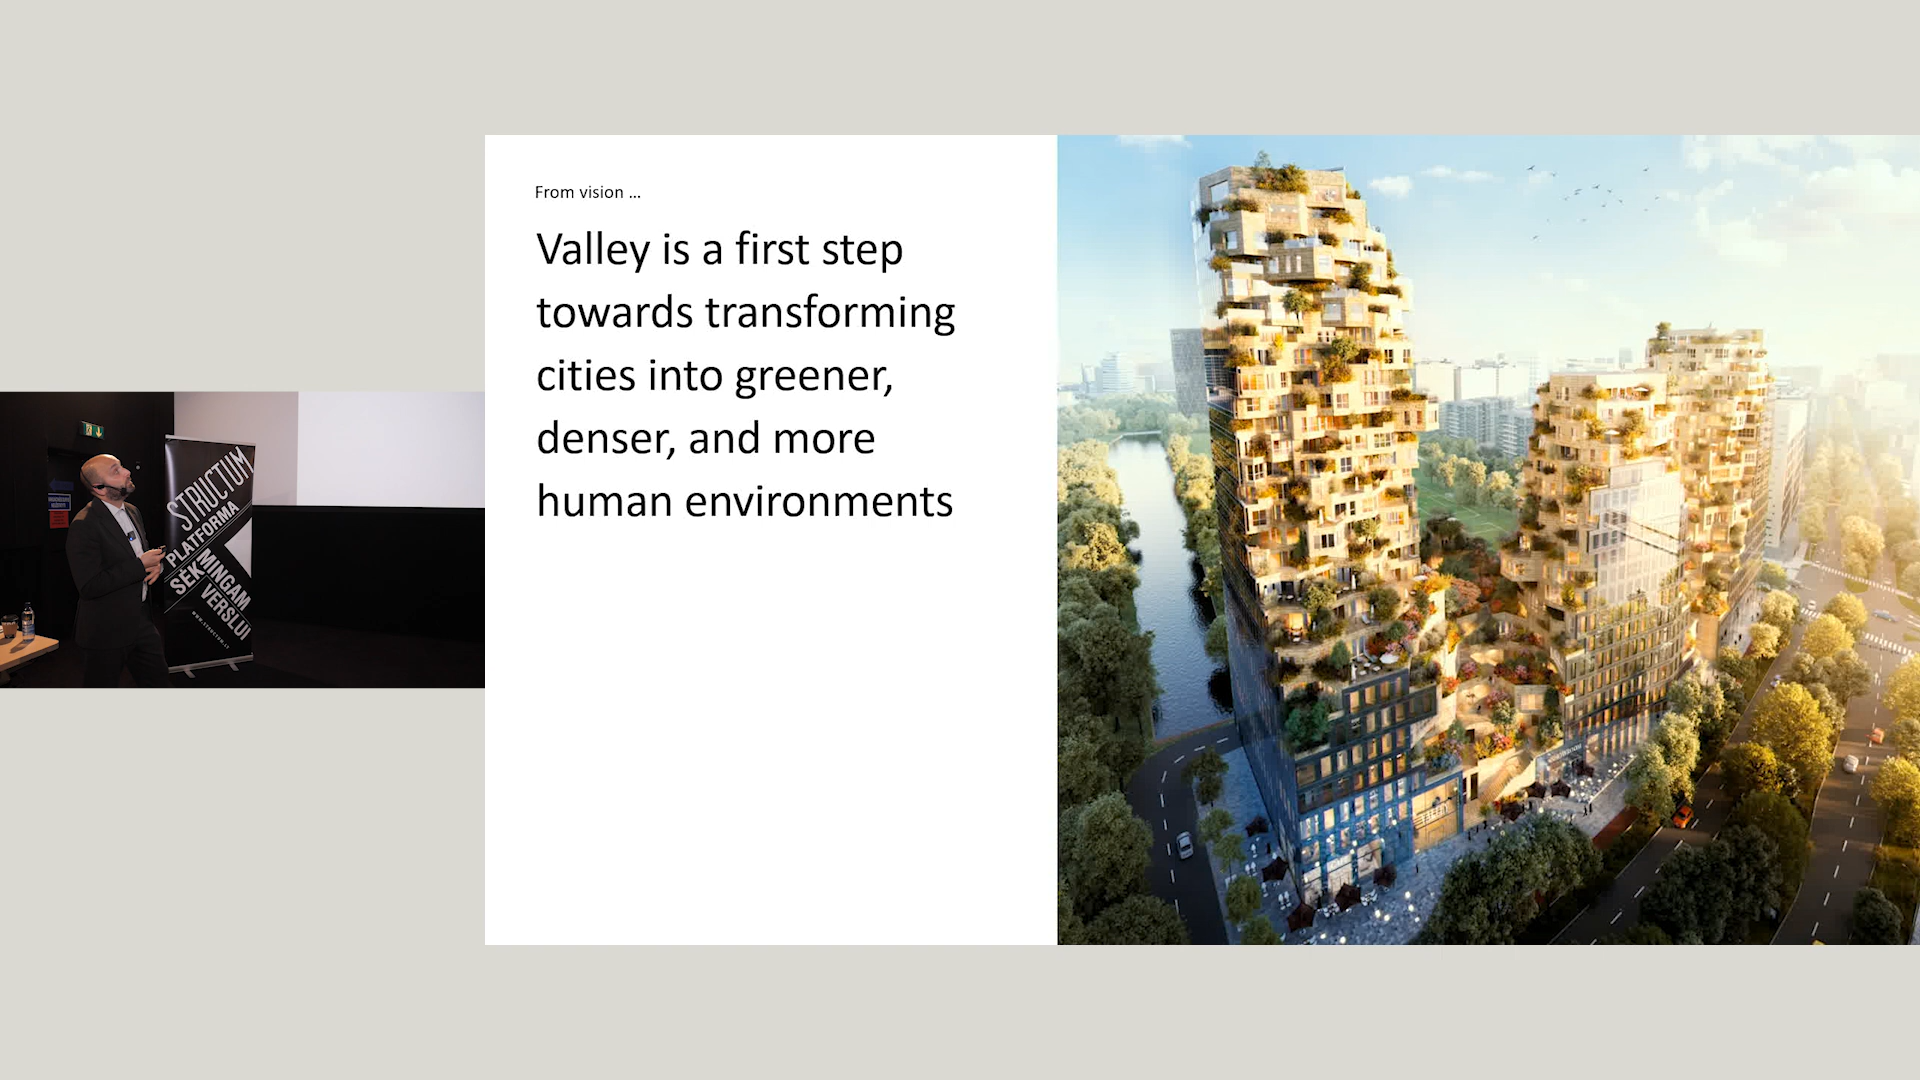 From vision ...
Valley is a first step
towards transforming
cities into greener,
denser, and more
human environments
STRUCTUM
PLATFORMA
SĖKMINGAM
VERSLUI